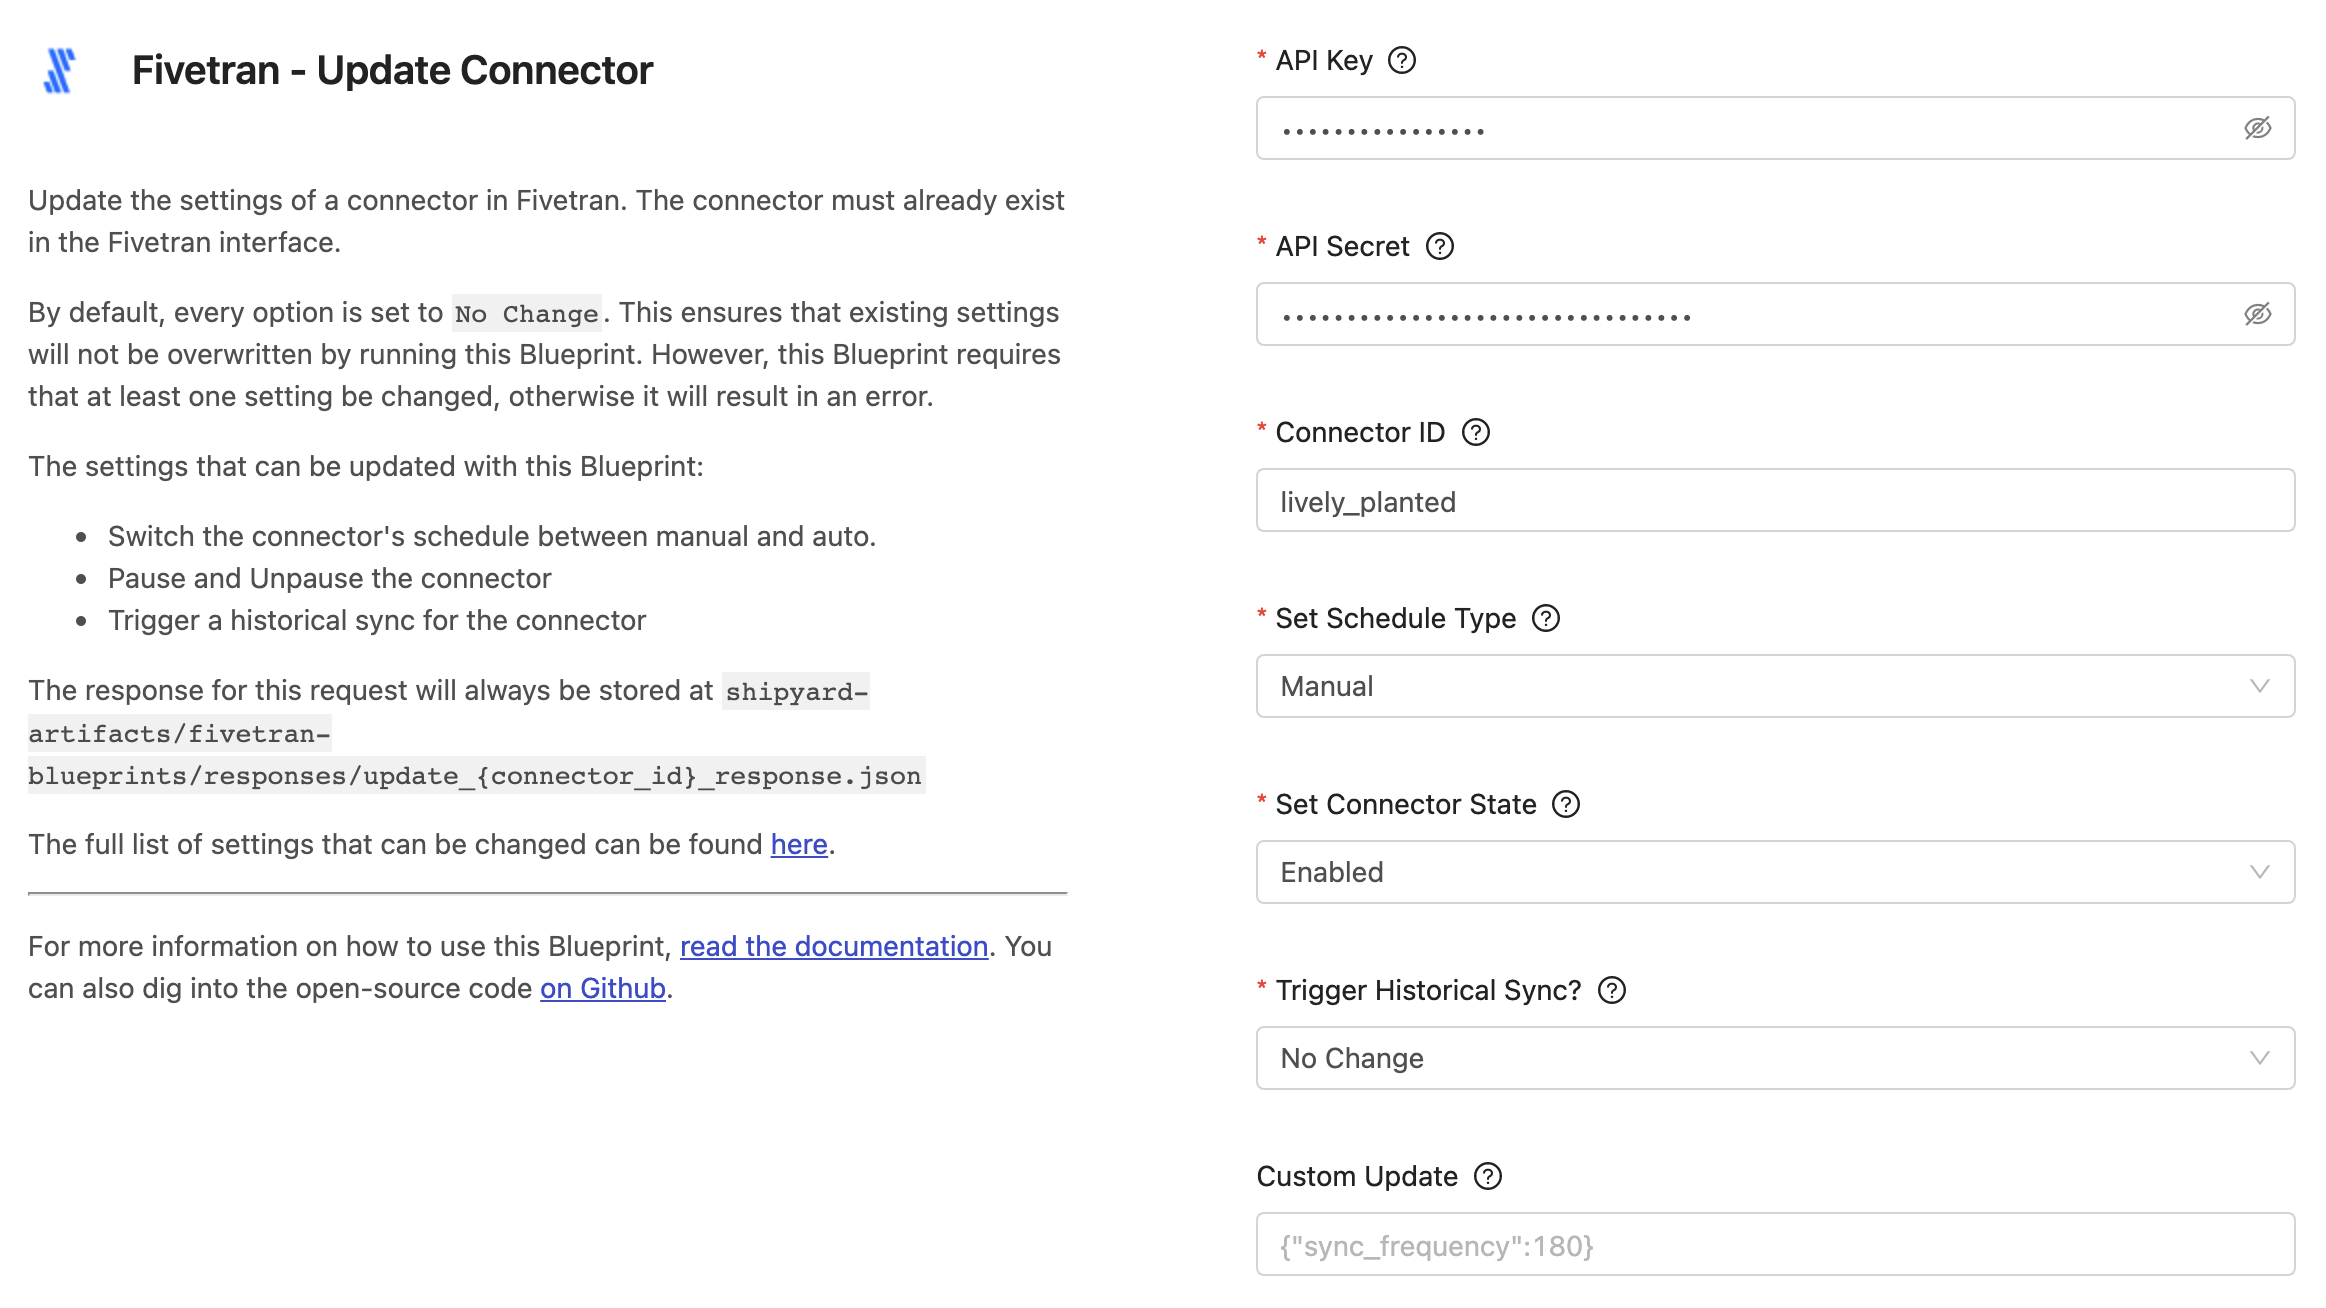 Fivetran - Update Connector
Update the settings of a connector in Fivetran. The connector must already exist
in the Fivetran interface.
By default, every option is set to No Change. This ensures that existing settings
will not be overwritten by running this Blueprint. However, this Blueprint requires
that at least one setting be changed, otherwise it will result in an error.
The settings that can be updated with this Blueprint:
• Switch the connector's schedule between manual and auto.
• Pause and Unpause the connector
• Trigger a historical sync for the connector
The response for this request will always be stored at shipyard-
artifacts/fivetran-
blueprints/responses/update_{connector_id}_response.json
The full list of settings that can be changed can be found here.
For more information on how to use this Blueprint, read the documentation. You
can also dig into the open-source code on Github.
* API Key
••••••••••••••••
* API Secret
••••••••••••••••••••••••••••••••
* Connector ID
lively_planted
* Set Schedule Type
Manual
* Set Connector State
Enabled
* Trigger Historical Sync?
No Change
Custom Update
{"sync_frequency":180}